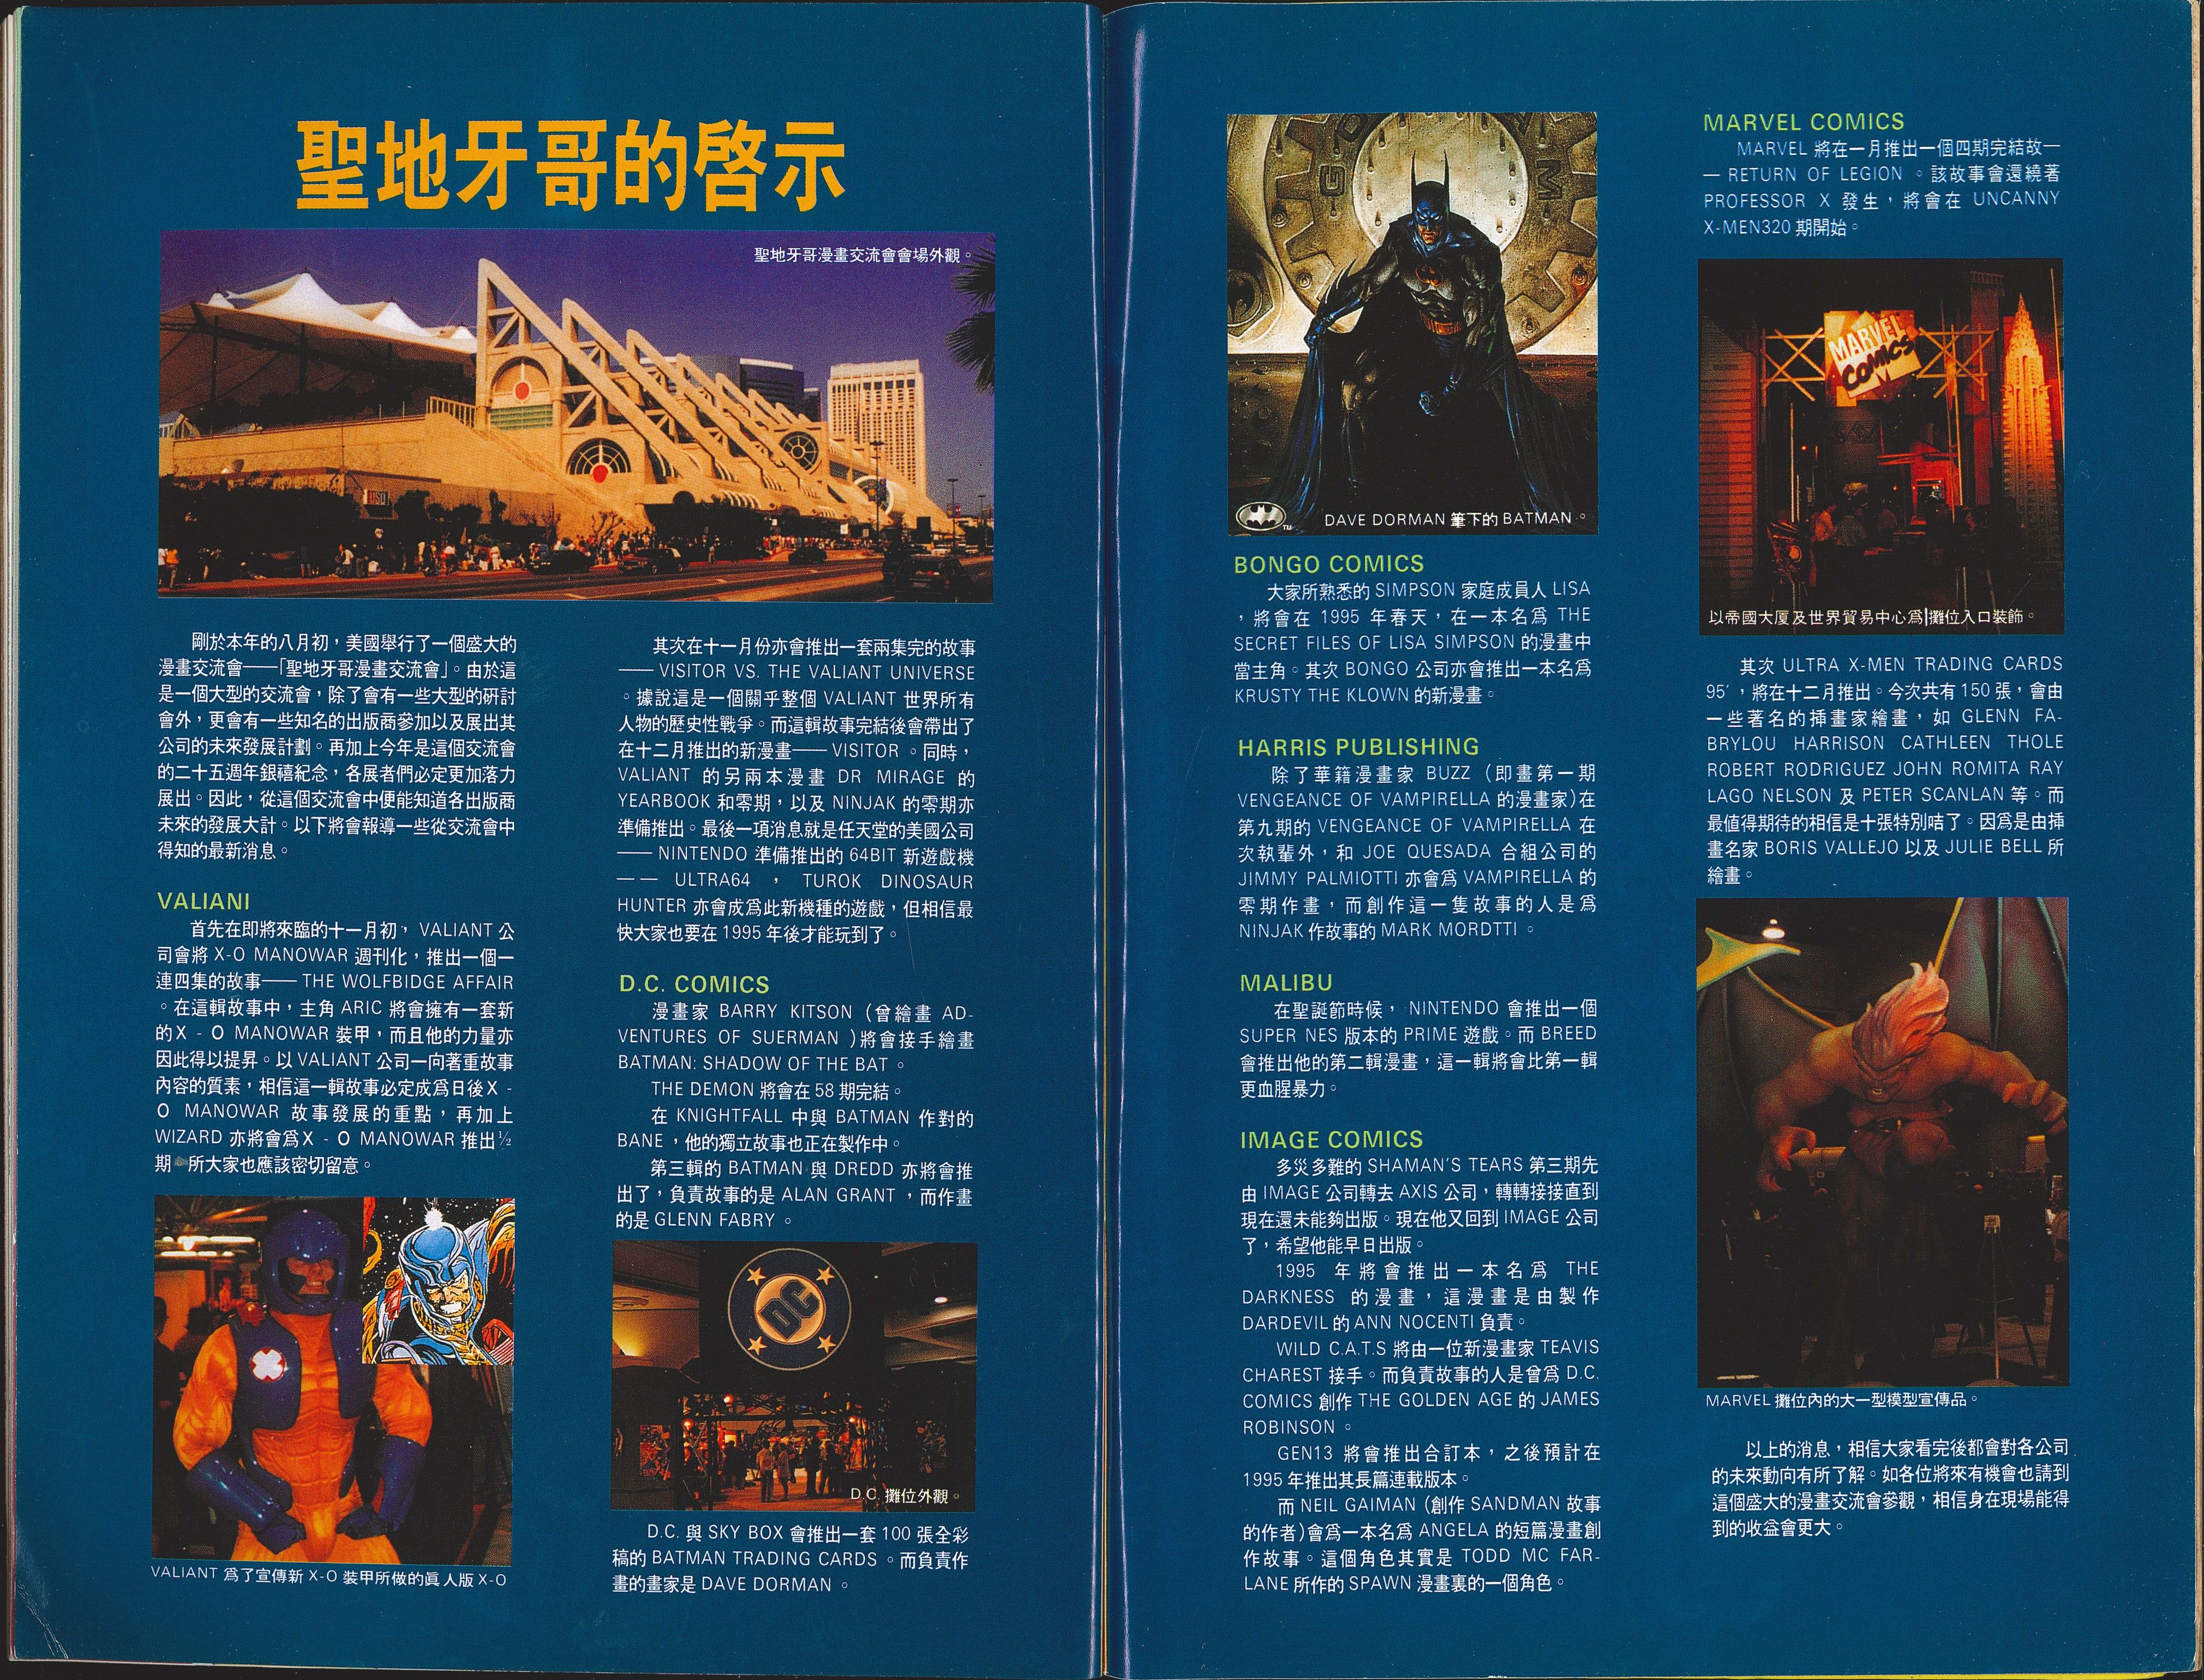 聖地牙哥的啓示
聖地牙哥漫畫交流會會場外觀。
剛於本年的八月初，美國舉行了一個盛大的
漫畫交流會——「聖地牙哥漫畫交流會」。由於這
是一個大型的交流會，除了會有一些大型的研討
會外，更會有一些知名的出版商參加以及展出其
公司的未來發展計劃。再加上今年是這個交流會
的二十五週年銀禧紀念，各展者們必定更加落力
展出。因此，從這個交流會中便能知道各出版商
未來的發展大計。以下將會報導一些從交流會中
得知的最新消息。
VALIANI
首先在即將來臨的十一月初，VALIANT 公
司會將 X-O MANOWAR 週刊化，推出一個一
連四集的故事—— THE WOLFBIDGE AFFAIR
。在這輯故事中，主角 ARIC 將會擁有一套新
的X - O MANOWAR 裝甲，而且他的力量亦
因此得以提昇。以 VALIANT 公司一向著重故事
內容的質素，相信這一輯故事必定成爲日後X -
O MANOWAR 故事發展的重點，再加上
WIZARD 亦將會爲X - O MANOWAR 推出½
期 所大家也應該密切留意。
VALIANT 爲了宣傳新 X-O 裝甲所做的眞人版 X-O
其次在十一月份亦會推出一套兩集完的故事
—— VISITOR VS. THE VALIANT UNIVERSE
。據說這是一個關乎整個 VALIANT 世界所有
人物的歷史性戰爭。而這輯故事完結後會帶出了
在十二月推出的新漫畫—— VISITOR 。同時，
VALIANT 的另兩本漫畫 DR MIRAGE 的
YEARBOOK 和零期，以及 NINJAK 的零期亦
準備推出。最後一項消息就是任天堂的美國公司
—— NINTENDO 準備推出的 64BIT 新遊戲機
—— ULTRA64 ， TUROK DINOSAUR
HUNTER 亦會成爲此新機種的遊戲，但相信最
快大家也要在 1995 年後才能玩到了。
D.C. COMICS
漫畫家 BARRY KITSON （曾繪畫 AD-
VENTURES OF SUERMAN ）將會接手繪畫
BATMAN: SHADOW OF THE BAT 。
THE DEMON 將會在 58 期完結。
在 KNIGHTFALL 中與 BATMAN 作對的
BANE ，他的獨立故事也正在製作中。
第三輯的 BATMAN 與 DREDD 亦將會推
出了，負責故事的是 ALAN GRANT ，而作畫
的是 GLENN FABRY 。
DC
D.C. 攤位外觀。
D.C. 與 SKY BOX 會推出一套 100 張全彩
稿的 BATMAN TRADING CARDS 。而負責作
畫的畫家是 DAVE DORMAN 。
DAVE DORMAN 筆下的 BATMAN 。
BONGO COMICS
大家所熟悉的 SIMPSON 家庭成員人 LISA
，將會在 1995 年春天，在一本名爲 THE
SECRET FILES OF LISA SIMPSON 的漫畫中
當主角。其次 BONGO 公司亦會推出一本名爲
KRUSTY THE KLOWN 的新漫畫。
HARRIS PUBLISHING
除了華籍漫畫家 BUZZ （即畫第一期
VENGEANCE OF VAMPIRELLA 的漫畫家）在
第九期的 VENGEANCE OF VAMPIRELLA 在
次執輩外，和 JOE QUESADA 合組公司的
JIMMY PALMIOTTI 亦會爲 VAMPIRELLA 的
零期作畫，而創作這一隻故事的人是爲
NINJAK 作故事的 MARK MORDTTI 。
MALIBU
在聖誕節時候， NINTENDO 會推出一個
SUPER NES 版本的 PRIME 遊戲。而 BREED
會推出他的第二輯漫畫，這一輯將會比第一輯
更血腥暴力。
IMAGE COMICS
多災多難的 SHAMAN'S TEARS 第三期先
由 IMAGE 公司轉去 AXIS 公司，轉轉接接直到
現在還未能夠出版。現在他又回到 IMAGE 公司
了，希望他能早日出版。
1995 年將會推出一本名爲 THE
DARKNESS 的漫畫，這漫畫是由製作
DARDEVIL 的 ANN NOCENTI 負責。
WILD C.A.T.S 將由一位新漫畫家 TEAVIS
CHAREST 接手。而負責故事的人是曾爲 D.C.
COMICS 創作 THE GOLDEN AGE 的 JAMES
ROBINSON 。
GEN13 將會推出合訂本，之後預計在
1995 年推出其長篇連載版本。
而 NEIL GAIMAN （創作 SANDMAN 故事
的作者）會爲一本名爲 ANGELA 的短篇漫畫創
作故事。這個角色其實是 TODD MC FAR-
LANE 所作的 SPAWN 漫畫裏的一個角色。
MARVEL COMICS
MARVEL 將在一月推出一個四期完結故—
— RETURN OF LEGION 。該故事會還繞著
PROFESSOR X 發生，將會在 UNCANNY
X-MEN320 期開始。
MARVEL
COMICS
以帝國大厦及世界貿易中心爲攤位入口裝飾。
其次 ULTRA X-MEN TRADING CARDS
95' ，將在十二月推出。今次共有 150 張，會由
一些著名的揷畫家繪畫，如 GLENN FA-
BRYLOU HARRISON CATHLEEN THOLE
ROBERT RODRIGUEZ JOHN ROMITA RAY
LAGO NELSON 及 PETER SCANLAN 等。而
最值得期待的相信是十張特別咭了。因爲是由揷
畫名家 BORIS VALLEJO 以及 JULIE BELL 所
繪畫。
MARVEL 攤位內的大一型模型宣傳品。
以上的消息，相信大家看完後都會對各公司
的未來動向有所了解。如各位將來有機會也請到
這個盛大的漫畫交流會參觀，相信身在現場能得
到的收益會更大。